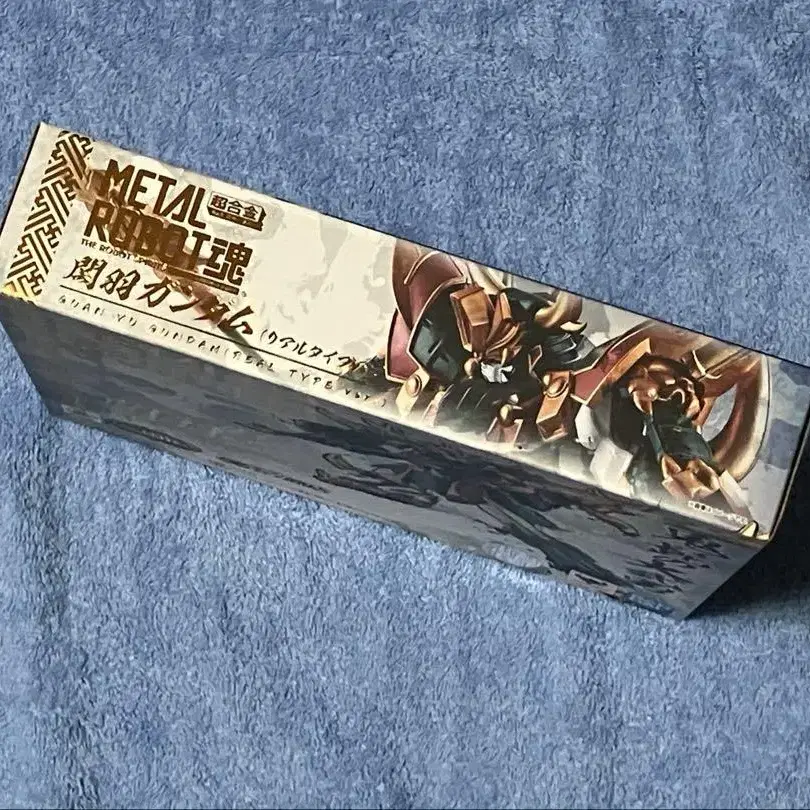 METAL 超合金
ROBOT魂
THE ROBOT SPIRITS
関羽ガンダム(リアルタイプVer.)
GUAN YU GUNDAM (REAL TYPE Ver.)